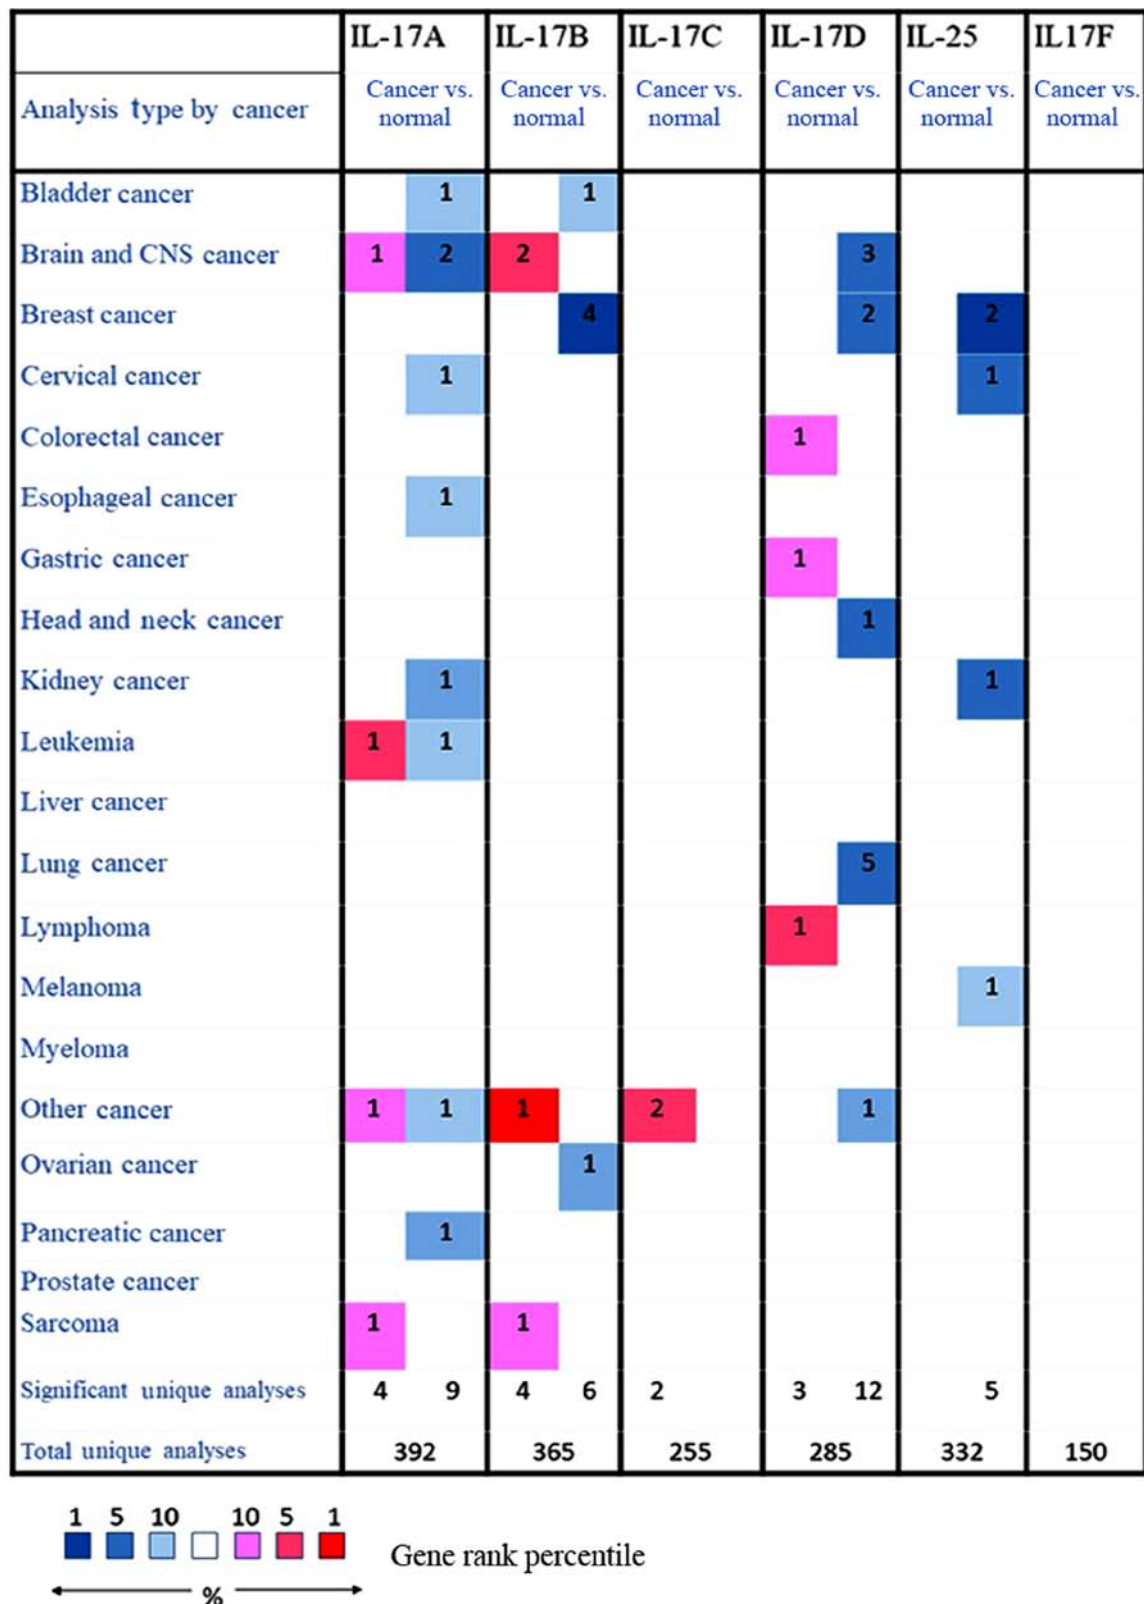 IL-17A IL-17B IL-17C IL-17D IL-25 IL17F
Analysis type by cancer Cancer vs. normal Cancer vs. normal Cancer vs. normal Cancer vs. normal Cancer vs. normal Cancer vs. normal
Bladder cancer 1 1
Brain and CNS cancer 1 2 2 3
Breast cancer 4 2 2
Cervical cancer 1 1
Colorectal cancer 1
Esophageal cancer 1
Gastric cancer 1
Head and neck cancer 1
Kidney cancer 1 1
Leukemia 1 1
Liver cancer
Lung cancer 5
Lymphoma 1
Melanoma 1
Myeloma
Other cancer 1 1 1 2 1
Ovarian cancer 1
Pancreatic cancer 1
Prostate cancer
Sarcoma 1 1
Significant unique analyses 4 9 4 6 2 3 12 5
Total unique analyses 392 365 255 285 332 150
1 5 10 10 5 1
Gene rank percentile
%